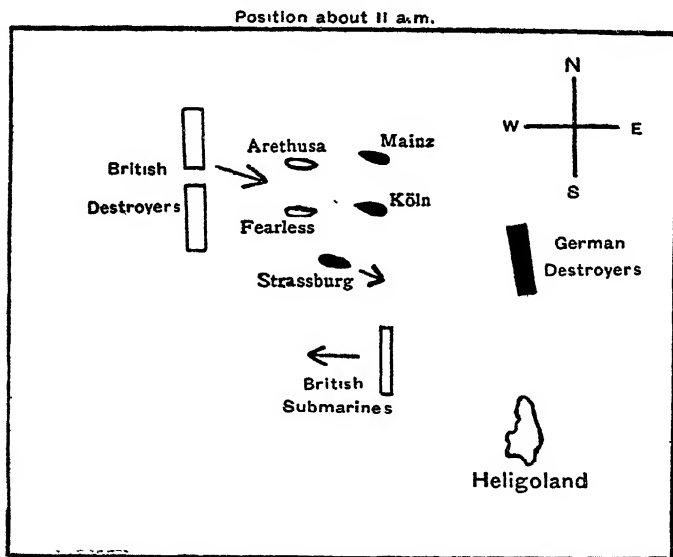 Position about 11 a.m.
N
W E
S
Arethusa
Mainz
British
Destroyers
Köln
Fearless
German
Destroyers
Strassburg
British
Submarines
Heligoland